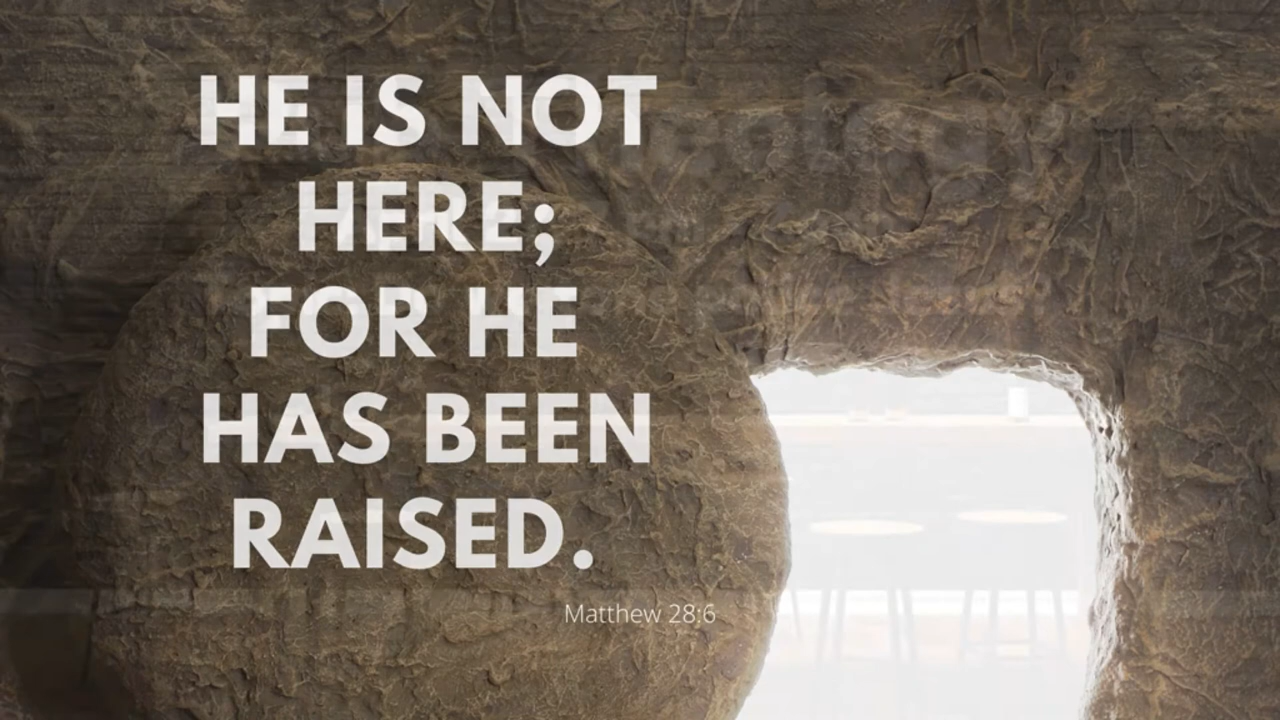 HE IS NOT
HERE;
FOR HE
HAS BEEN
RAISED.
Matthew 28:6